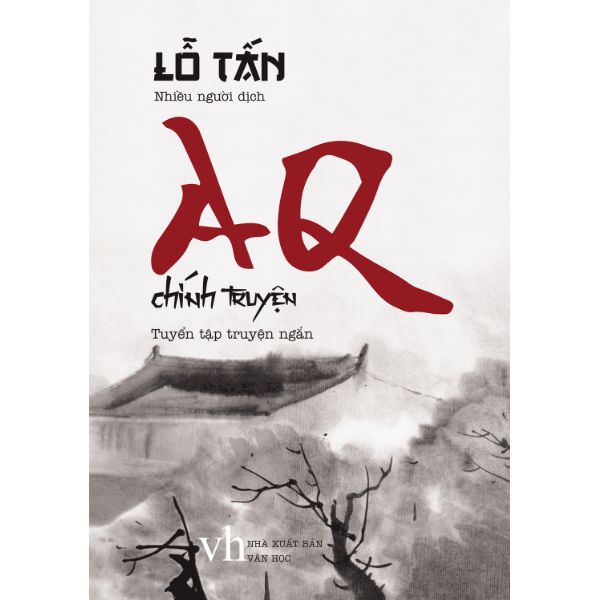 LỖ TẤN
Nhiều người dịch
AQ
chính truyện
Tuyển tập truyện ngắn
vh NHÀ XUẤT BẢN
VĂN HỌC